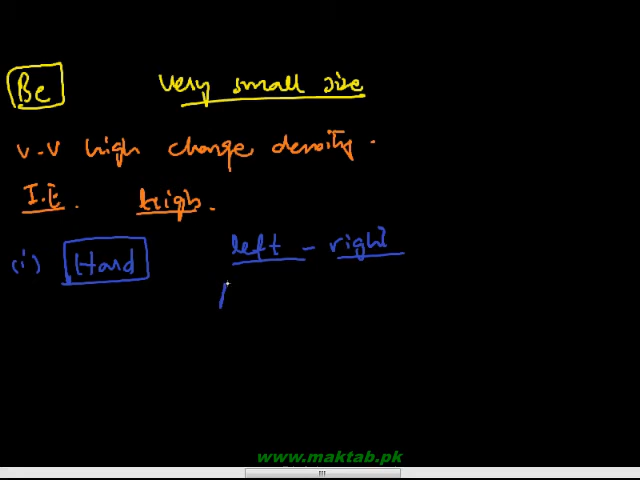 Be Very small size
v.v high charge density.
I.E. high.
(i) Hard left - right
www.maktab.pk